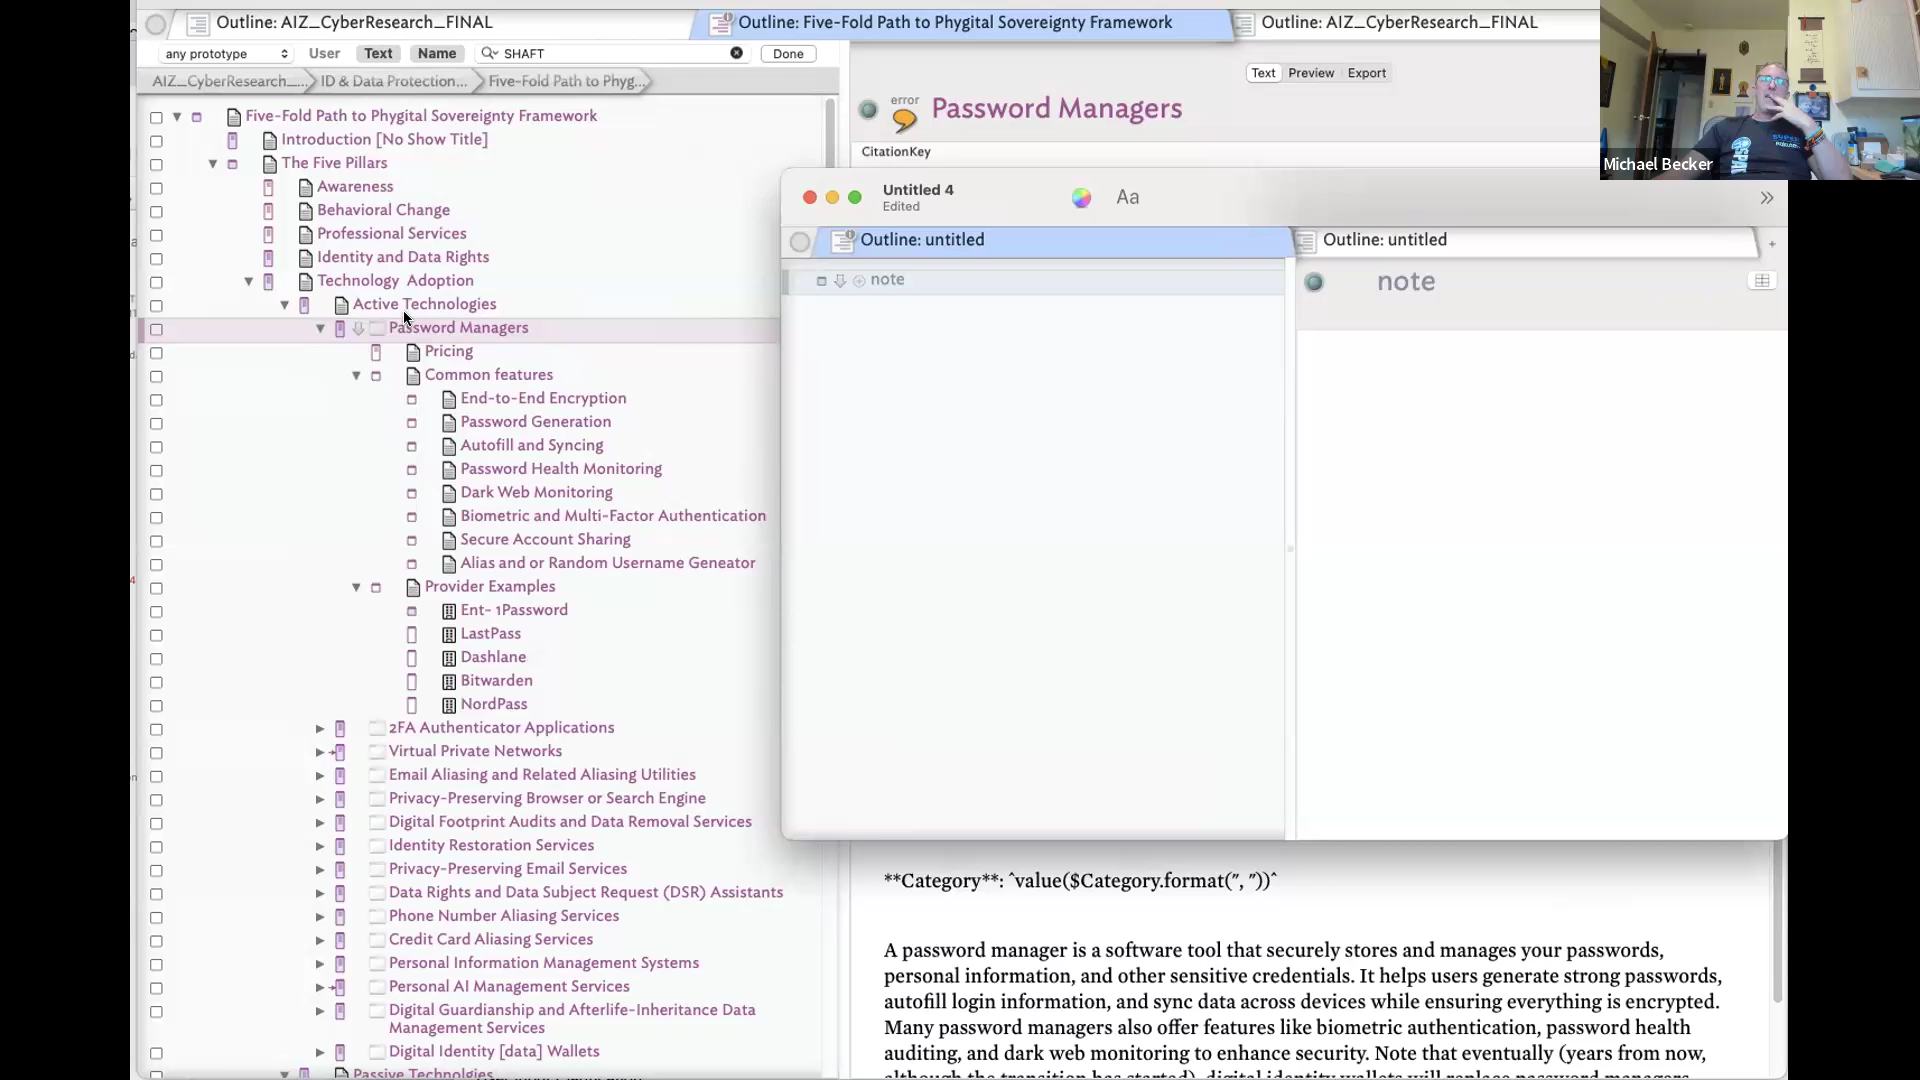 Outline: AIZ_CyberResearch_FINAL
Outline: Five-Fold Path to Phygital Sovereignty Framework
Outline: AIZ_CyberResearch_FINAL
any prototype
User
Text
Name
SHAFT
Done
AIZ_CyberResearch_...
ID & Data Protection...
Five-Fold Path to Phyg...
Text
Preview
Export
error
Password Managers
CitationKey
Michael Becker
Five-Fold Path to Phygital Sovereignty Framework
Introduction [No Show Title]
The Five Pillars
Awareness
Behavioral Change
Professional Services
Identity and Data Rights
Technology Adoption
Active Technologies
Password Managers
Pricing
Common features
End-to-End Encryption
Password Generation
Autofill and Syncing
Password Health Monitoring
Dark Web Monitoring
Biometric and Multi-Factor Authentication
Secure Account Sharing
Alias and or Random Username Geneator
Provider Examples
Ent- 1Password
LastPass
Dashlane
Bitwarden
NordPass
2FA Authenticator Applications
Virtual Private Networks
Email Aliasing and Related Aliasing Utilities
Privacy-Preserving Browser or Search Engine
Digital Footprint Audits and Data Removal Services
Identity Restoration Services
Privacy-Preserving Email Services
Data Rights and Data Subject Request (DSR) Assistants
Phone Number Aliasing Services
Credit Card Aliasing Services
Personal Information Management Systems
Personal AI Management Services
Digital Guardianship and Afterlife-Inheritance Data
Management Services
Digital Identity [data] Wallets
Passive Technolgies
Untitled 4
Edited
Aa
Outline: untitled
Outline: untitled
note
note
**Category**: ^value($Category.format(", "))^
A password manager is a software tool that securely stores and manages your passwords,
personal information, and other sensitive credentials. It helps users generate strong passwords,
autofill login information, and sync data across devices while ensuring everything is encrypted.
Many password managers also offer features like biometric authentication, password health
auditing, and dark web monitoring to enhance security. Note that eventually (years from now,
although the transition has started), digital identity wallets will replace password managers